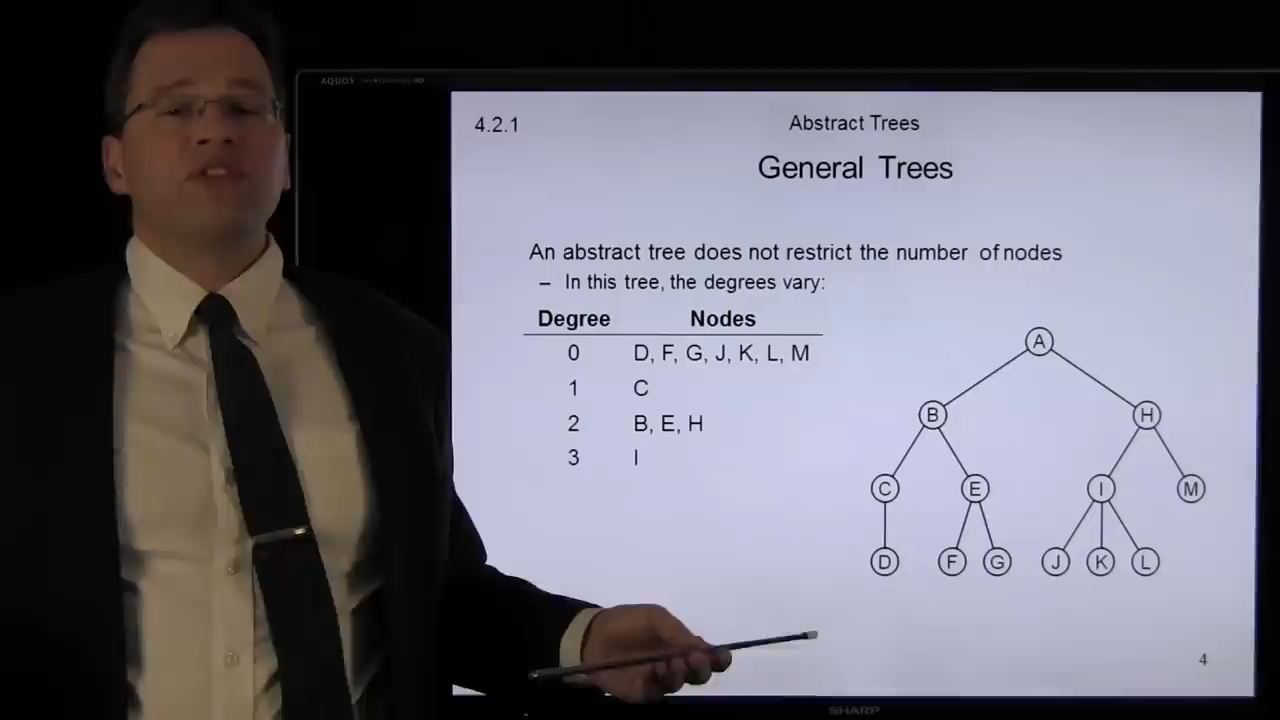 AQUOS
4.2.1
Abstract Trees
General Trees
An abstract tree does not restrict the number of nodes
– In this tree, the degrees vary:
Degree Nodes
0 D, F, G, J, K, L, M
1 C
2 B, E, H
3 I
A
B H
C E I M
D F G J K L
4
SHARP